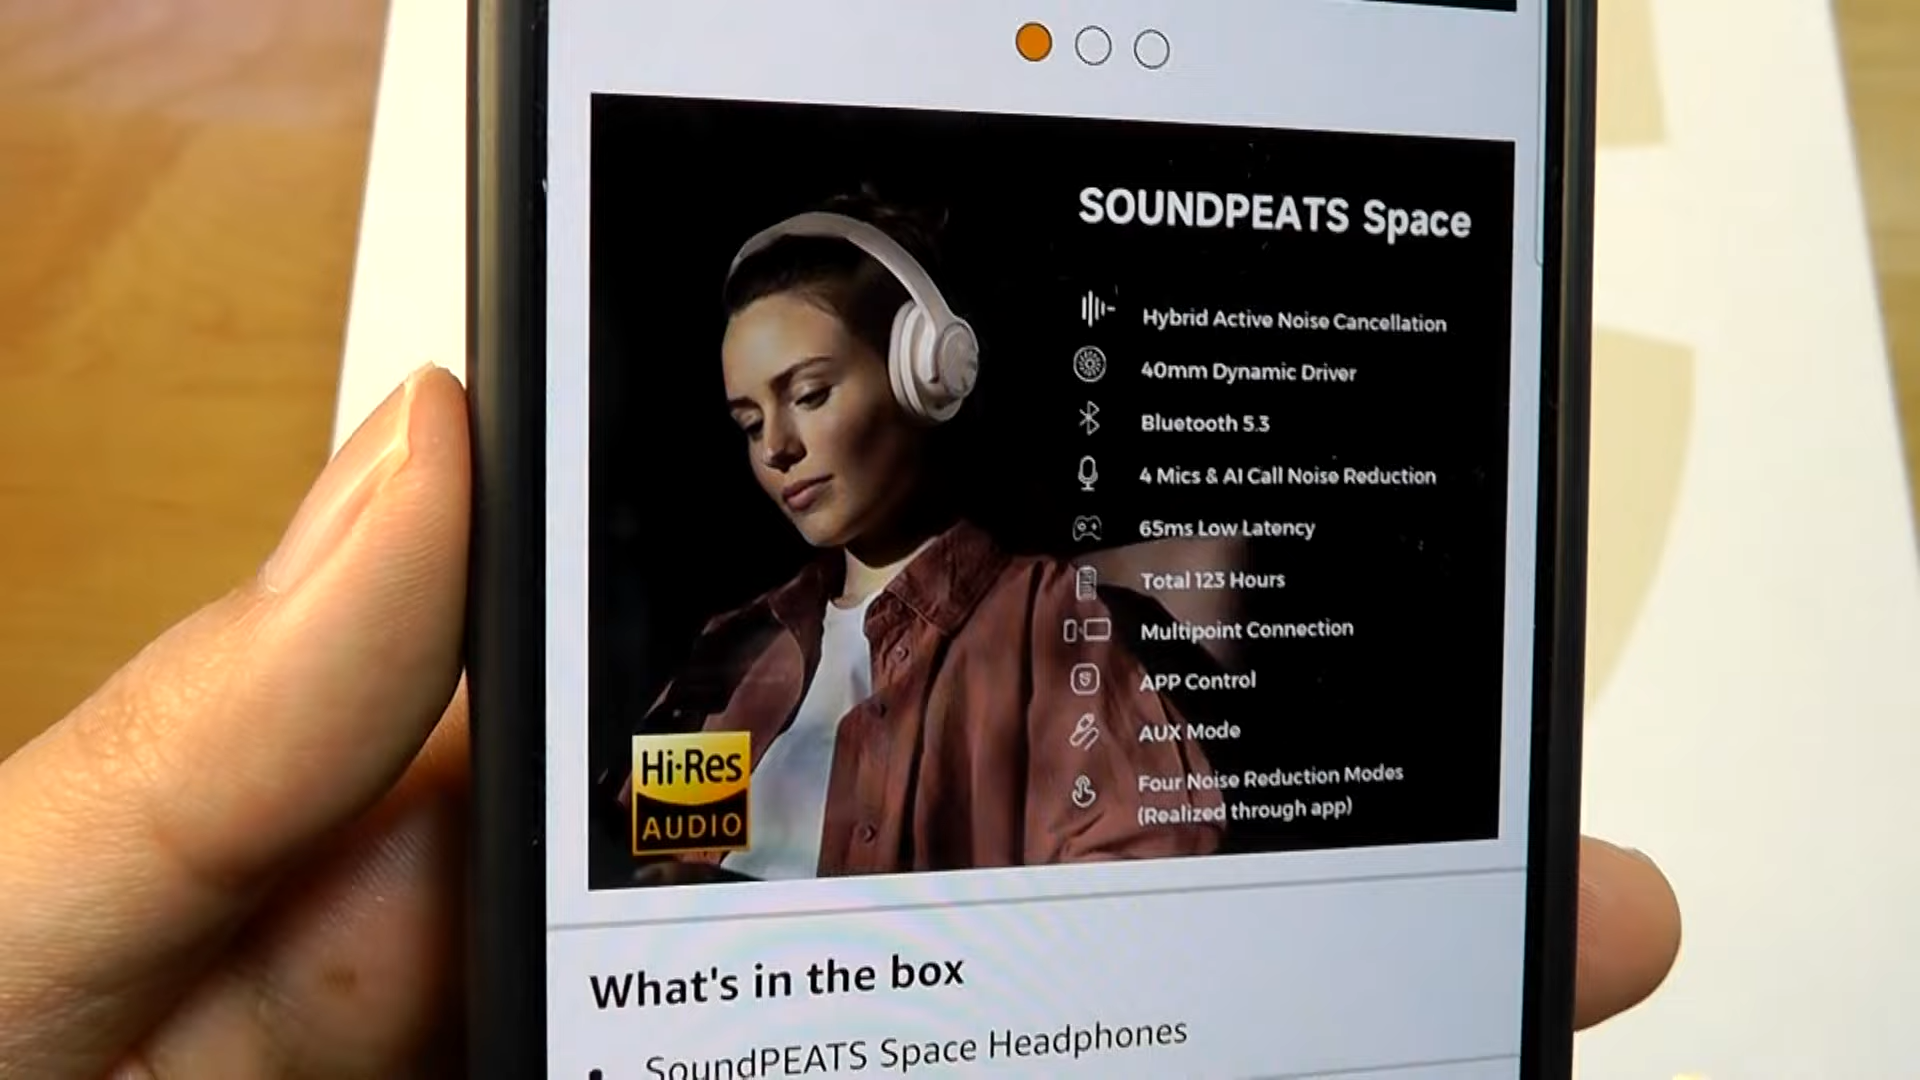 SOUNDPEATS Space
Hybrid Active Noise Cancellation
40mm Dynamic Driver
Bluetooth 5.3
4 Mics & AI Call Noise Reduction
65ms Low Latency
Total 123 Hours
Multipoint Connection
APP Control
AUX Mode
Four Noise Reduction Modes
(Realized through app)
Hi-Res
AUDIO
What's in the box
• SoundPEATS Space Headphones